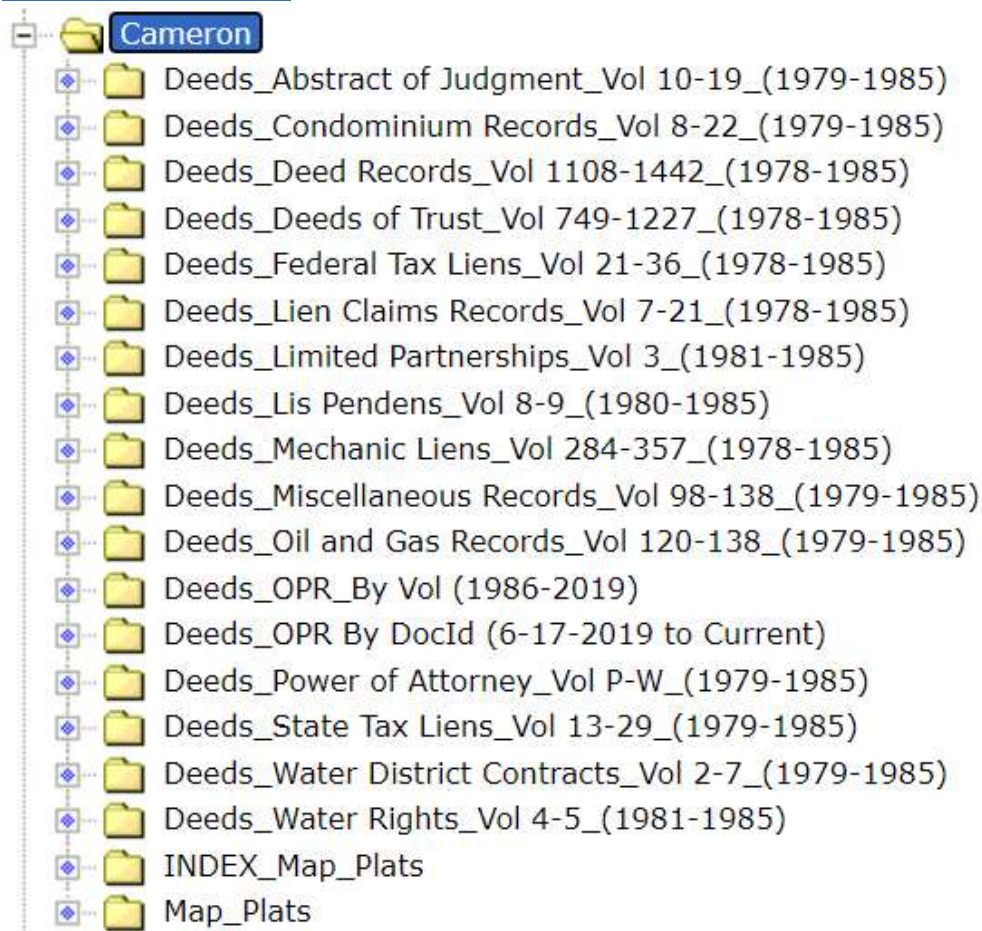 Cameron
Deeds_Abstract of Judgment_Vol 10-19_(1979-1985)
Deeds_Condominium Records_Vol 8-22_(1979-1985)
Deeds_Deed Records_Vol 1108-1442_(1978-1985)
Deeds_Deeds of Trust_Vol 749-1227_(1978-1985)
Deeds_Federal Tax Liens_Vol 21-36_(1978-1985)
Deeds_Lien Claims Records_Vol 7-21_(1978-1985)
Deeds_Limited Partnerships_Vol 3_(1981-1985)
Deeds_Lis Pendens_Vol 8-9_(1980-1985)
Deeds_Mechanic Liens_Vol 284-357_(1978-1985)
Deeds_Miscellaneous Records_Vol 98-138_(1979-1985)
Deeds_Oil and Gas Records_Vol 120-138_(1979-1985)
Deeds_OPR_By Vol (1986-2019)
Deeds_OPR By DocId (6-17-2019 to Current)
Deeds_Power of Attorney_Vol P-W_(1979-1985)
Deeds_State Tax Liens_Vol 13-29_(1979-1985)
Deeds_Water District Contracts_Vol 2-7_(1979-1985)
Deeds_Water Rights_Vol 4-5_(1981-1985)
INDEX_Map_Plats
Map_Plats